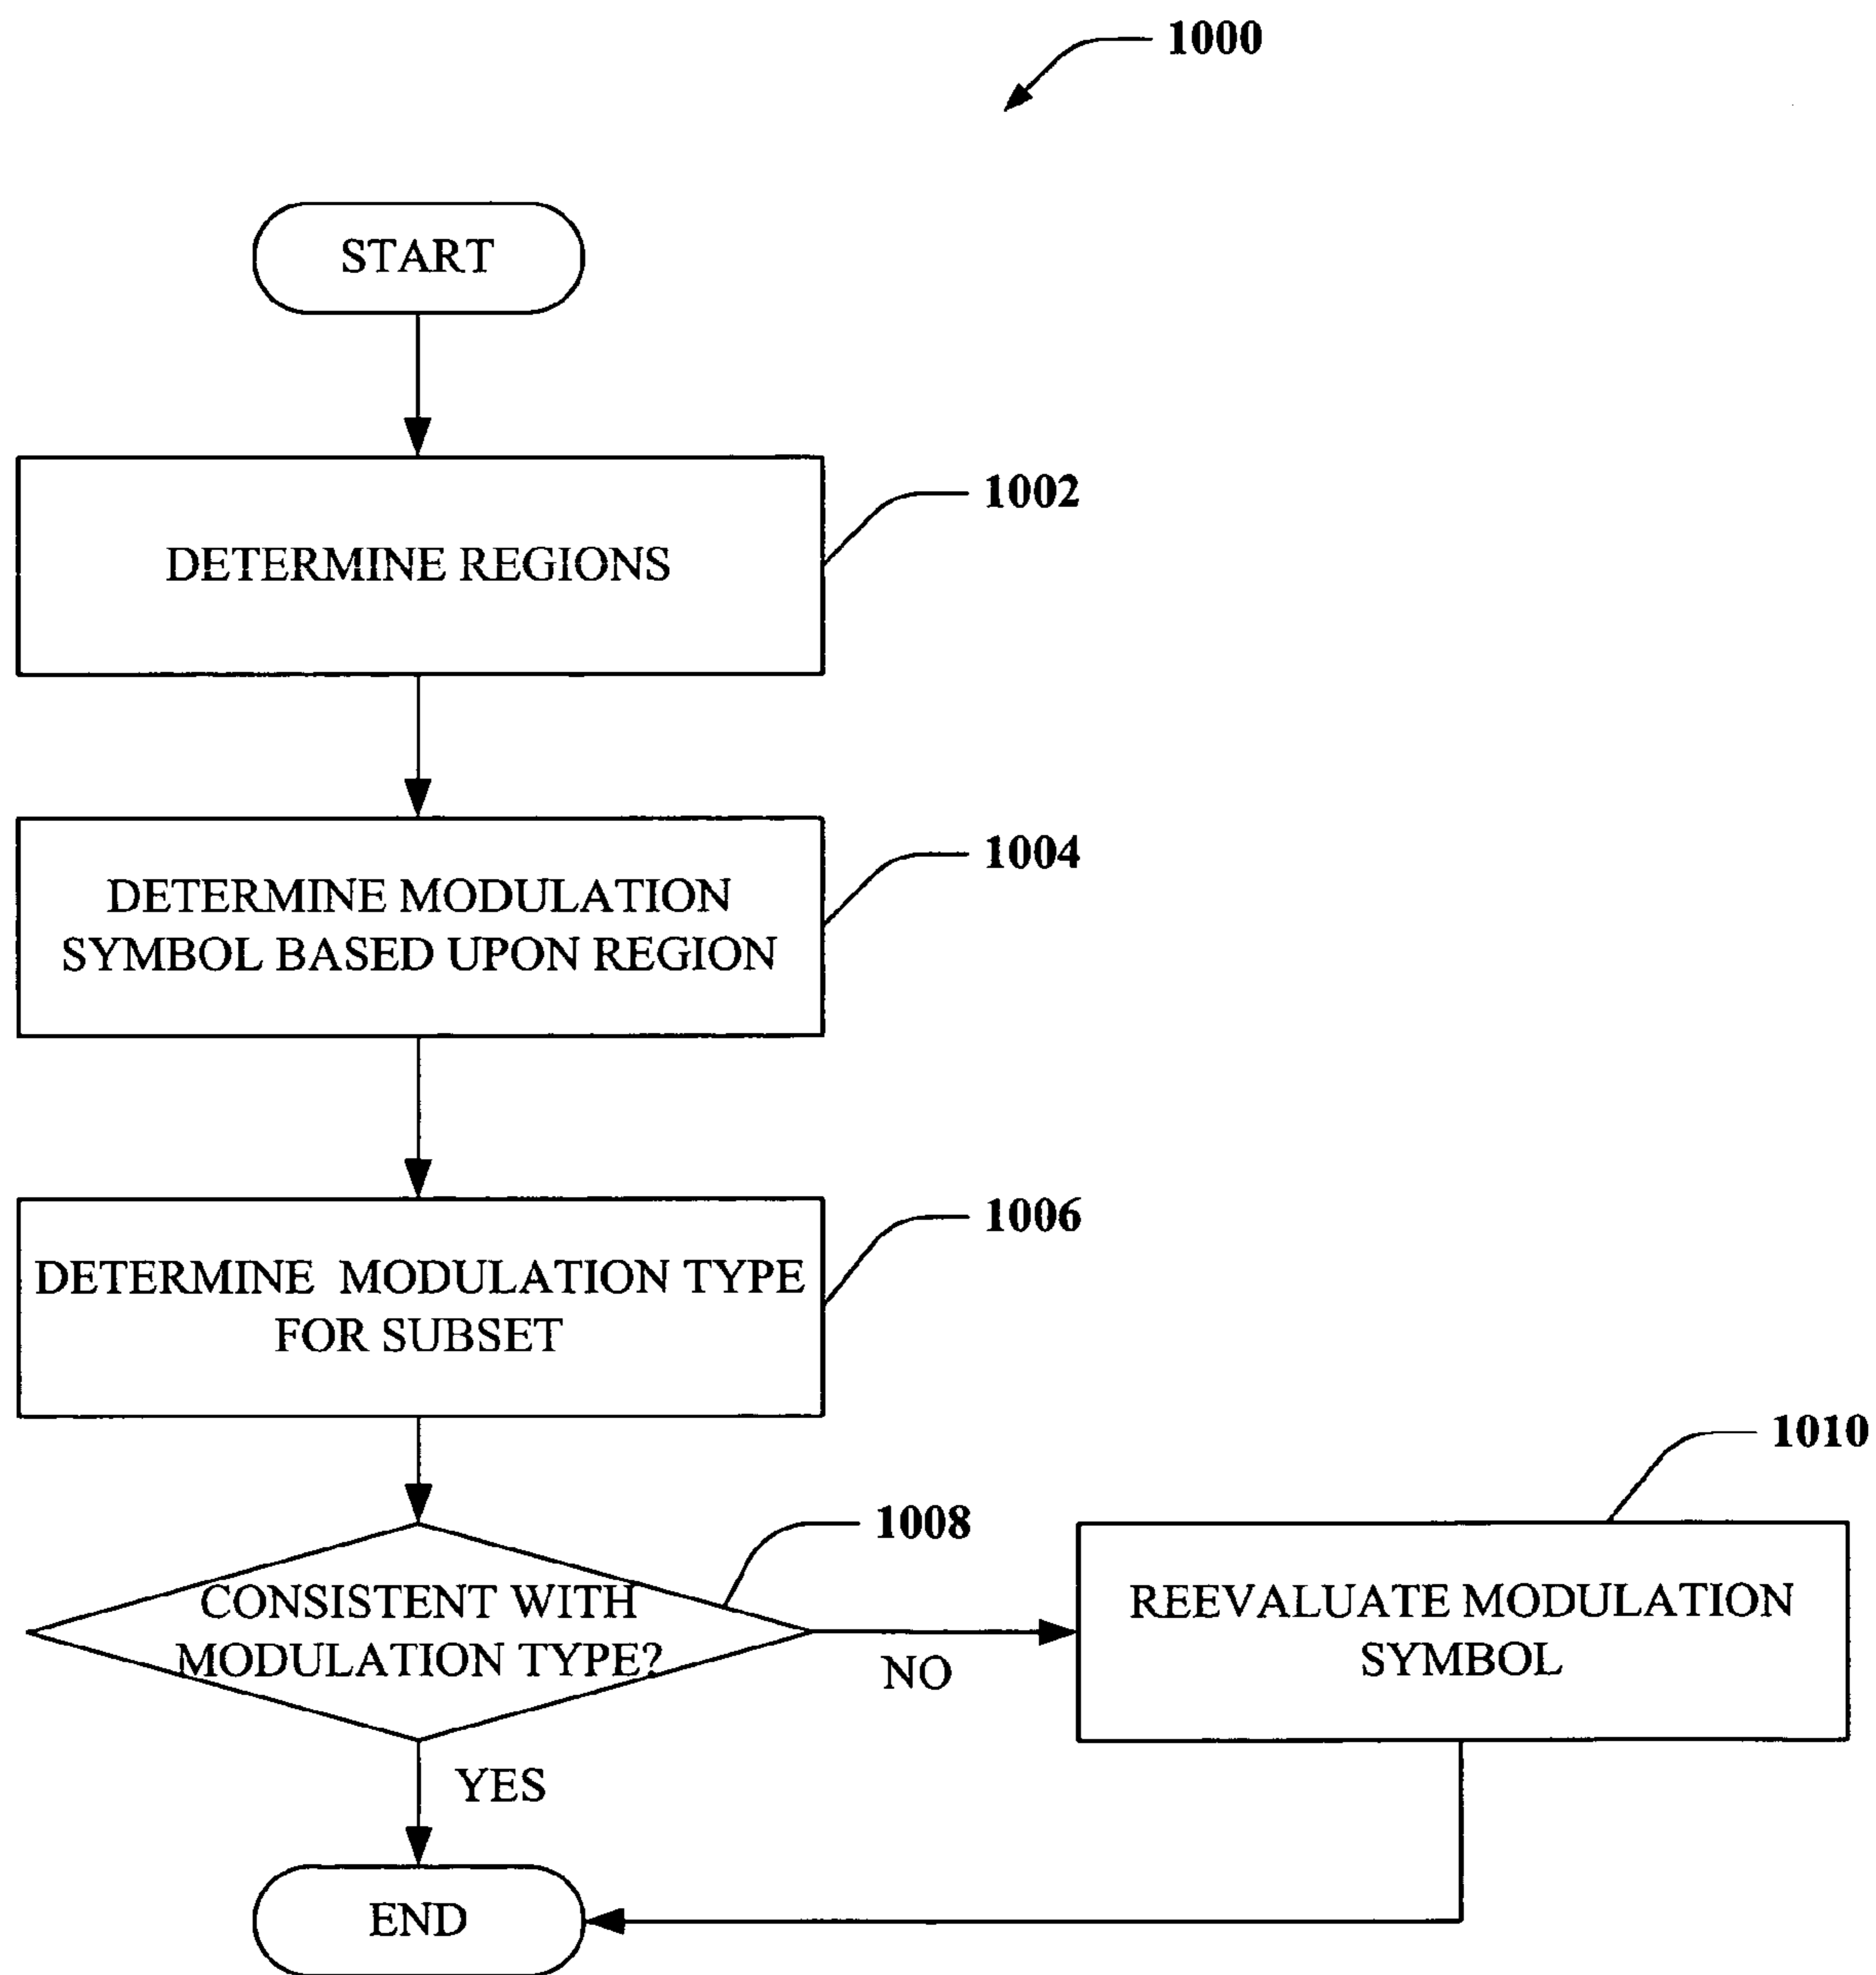 1000
START
1002
DETERMINE REGIONS
1004
DETERMINE MODULATION
SYMBOL BASED UPON REGION
1006
DETERMINE MODULATION TYPE
FOR SUBSET
1008
CONSISTENT WITH
MODULATION TYPE?
NO
1010
REEVALUATE MODULATION
SYMBOL
YES
END